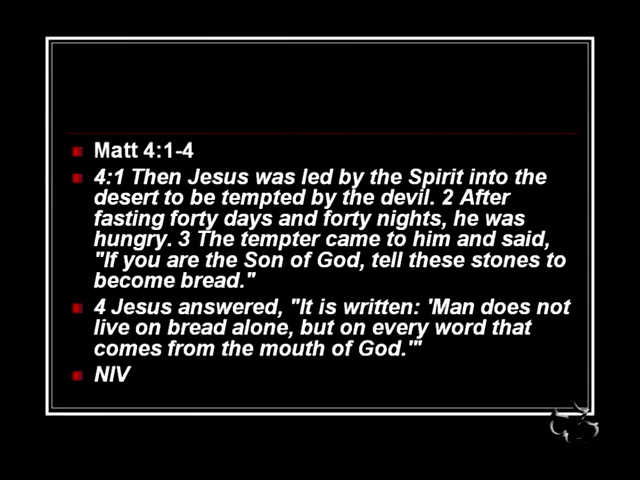 Matt 4:1-4
4:1 Then Jesus was led by the Spirit into the
desert to be tempted by the devil. 2 After
fasting forty days and forty nights, he was
hungry. 3 The tempter came to him and said,
"If you are the Son of God, tell these stones to
become bread."
4 Jesus answered, "It is written: 'Man does not
live on bread alone, but on every word that
comes from the mouth of God.'"
NIV